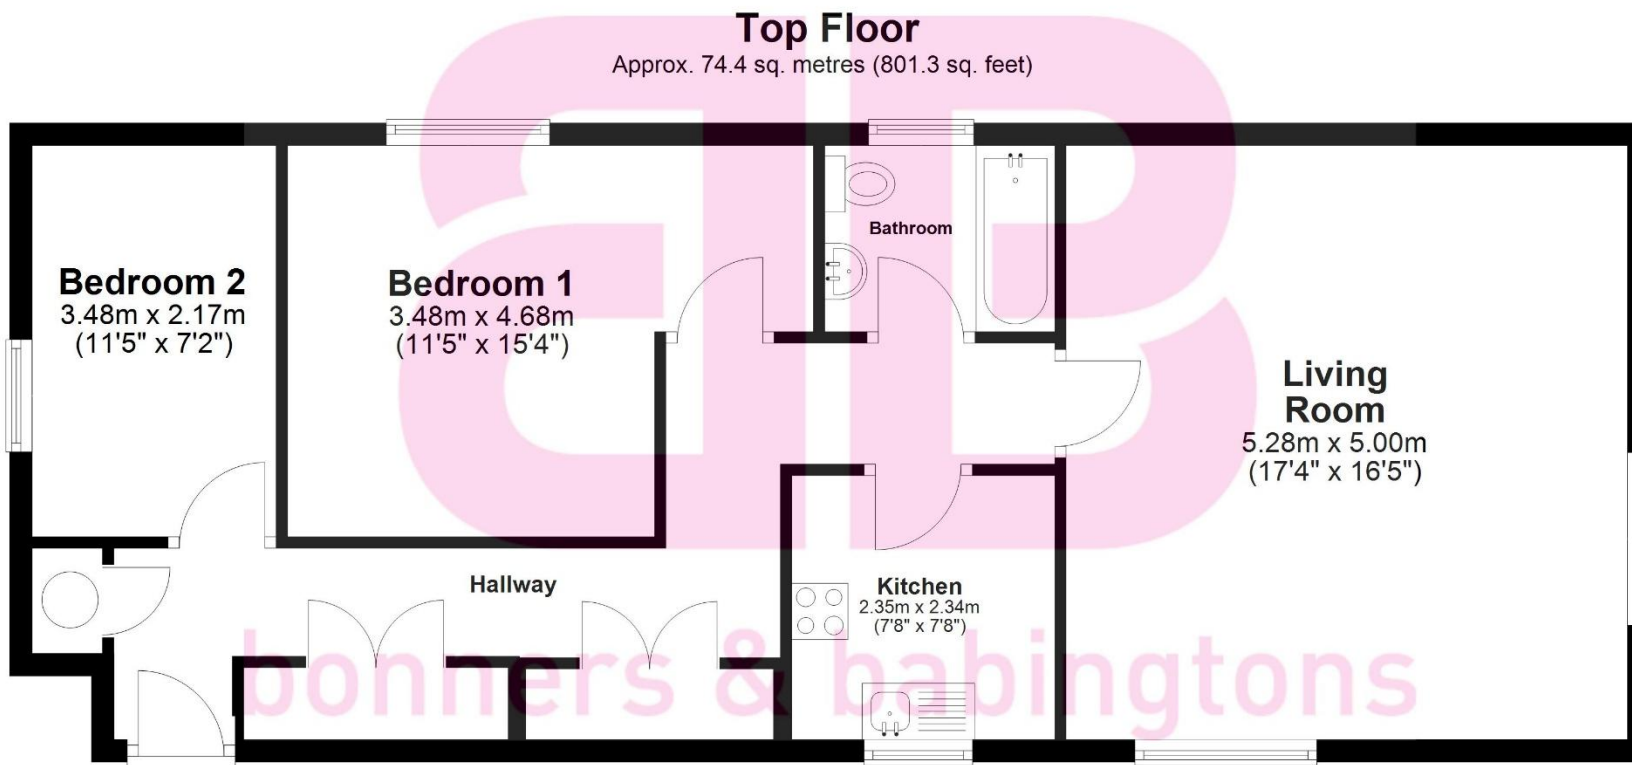 Top Floor
Approx. 74.4 sq. metres (801.3 sq. feet)
Bedroom 2
3.48m x 2.17m
(11'5" x 7'2")
Bedroom 1
3.48m x 4.68m
(11'5" x 15'4")
Bathroom
Living
Room
5.28m x 5.00m
(17'4" x 16'5")
Hallway
Kitchen
2.35m x 2.34m
(7'8" x 7'8")
aB
bonners & babingtons